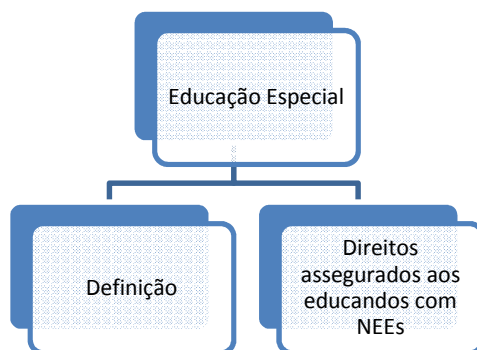 Educação Especial
Definição
Direitos
assegurados aos
educandos com
NEEs